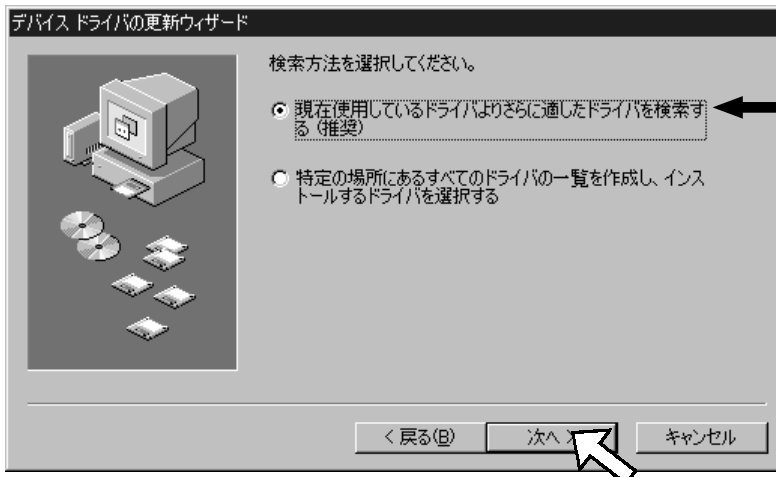 デバイス ドライバの更新ウィザード
検索方法を選択してください。
現在使用しているドライバよりさらに適したドライバを検索す
る (推奨)
特定の場所にあるすべてのドライバの一覧を作成し、インス
トールするドライバを選択する
< 戻る(B)
次へ >
キャンセル